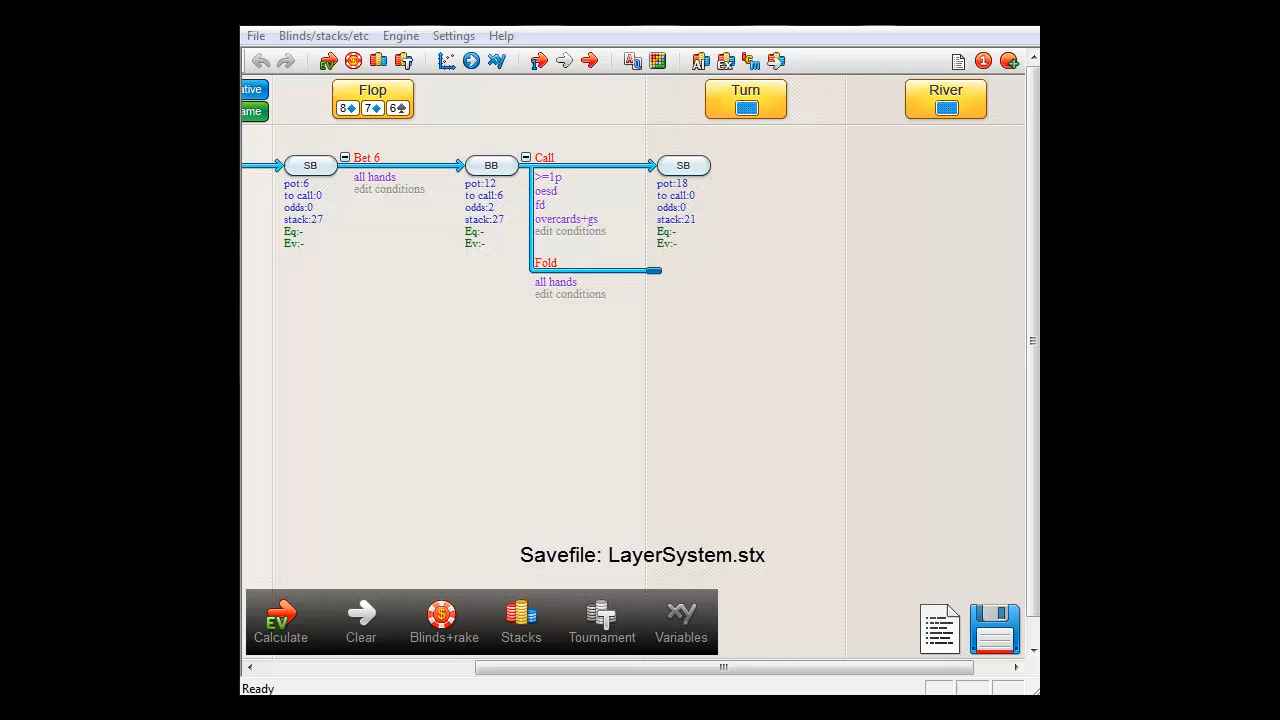 File Blinds/stacks/etc Engine Settings Help
ative
ame
Flop
8♦ 7♦ 6♠
Turn
River
SB
pot:6
to call:0
odds:0
stack:27
Eq:-
Ev:-
Bet 6
all hands
edit conditions
BB
pot:12
to call:6
odds:2
stack:27
Eq:-
Ev:-
Call
>=1p
oesd
fd
overcards+gs
edit conditions
Fold
all hands
edit conditions
SB
pot:18
to call:0
odds:0
stack:21
Eq:-
Ev:-
Savefile: LayerSystem.stx
EV
Calculate Clear Blinds+rake Stacks Tournament Variables
Ready